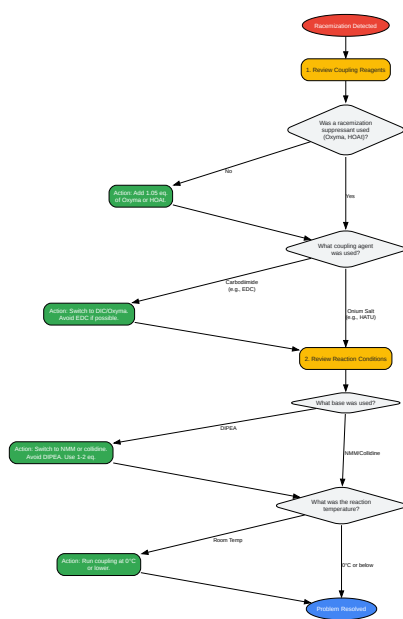 Racemization Detected
1. Review Coupling Reagents
Was a racemization
suppressant used
(Oxyma, HOAt)?
No
Yes
Action: Add 1.05 eq.
of Oxyma or HOAt.
What coupling agent
was used?
Carbodiimide
(e.g., EDC)
Onium Salt
(e.g., HATU)
Action: Switch to DIC/Oxyma.
Avoid EDC if possible.
2. Review Reaction Conditions
What base was used?
DIPEA
NMM/Collidine
Action: Switch to NMM or collidine.
Avoid DIPEA. Use 1-2 eq.
What was the reaction
temperature?
Room Temp
0°C or below
Action: Run coupling at 0°C
or lower.
Problem Resolved